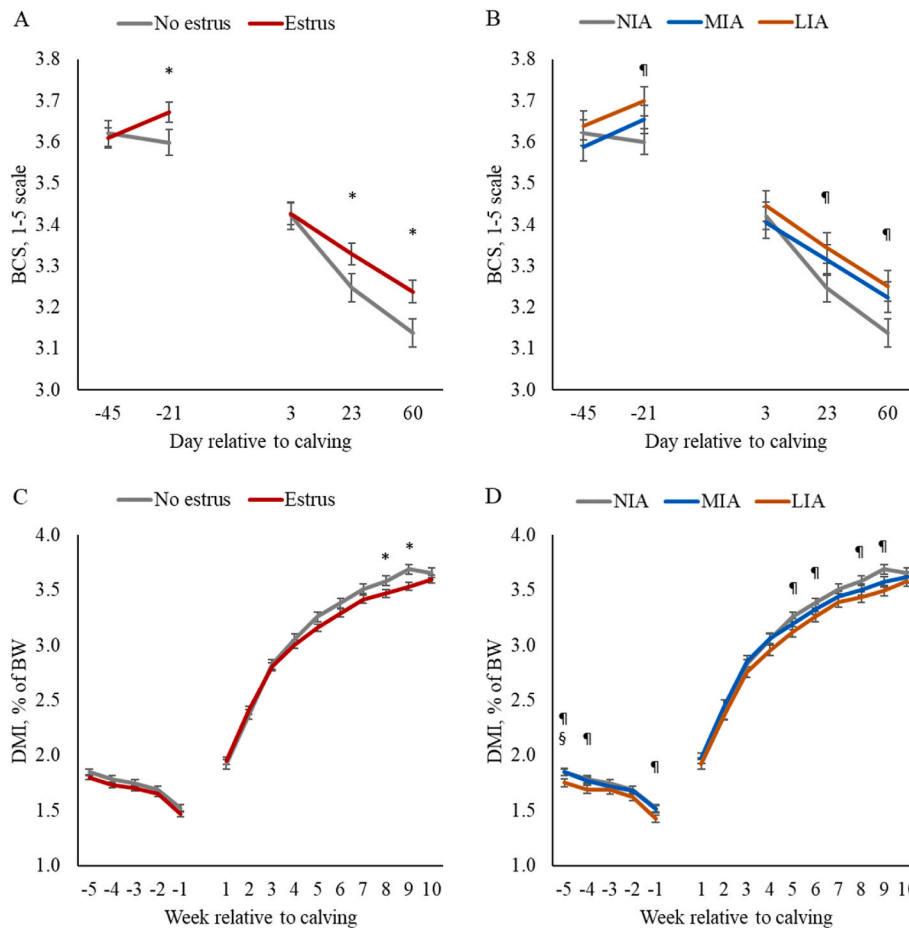 A
No estrus Estrus
BCS, 1-5 scale
3.8
3.7
3.6
3.5
3.4
3.3
3.2
3.1
3.0
*
*
*
-45 -21 3 23 60
Day relative to calving
B
NIA MIA LIA
BCS, 1-5 scale
3.8
3.7
3.6
3.5
3.4
3.3
3.2
3.1
3.0
¶
¶
¶
-45 -21 3 23 60
Day relative to calving
C
No estrus Estrus
DMI, % of BW
4.0
3.5
3.0
2.5
2.0
1.5
1.0
* *
-5 -4 -3 -2 -1 1 2 3 4 5 6 7 8 9 10
Week relative to calving
D
NIA MIA LIA
DMI, % of BW
4.0
3.5
3.0
2.5
2.0
1.5
1.0
¶ ¶ ¶ ¶
¶
§ ¶
¶
-5 -4 -3 -2 -1 1 2 3 4 5 6 7 8 9 10
Week relative to calving